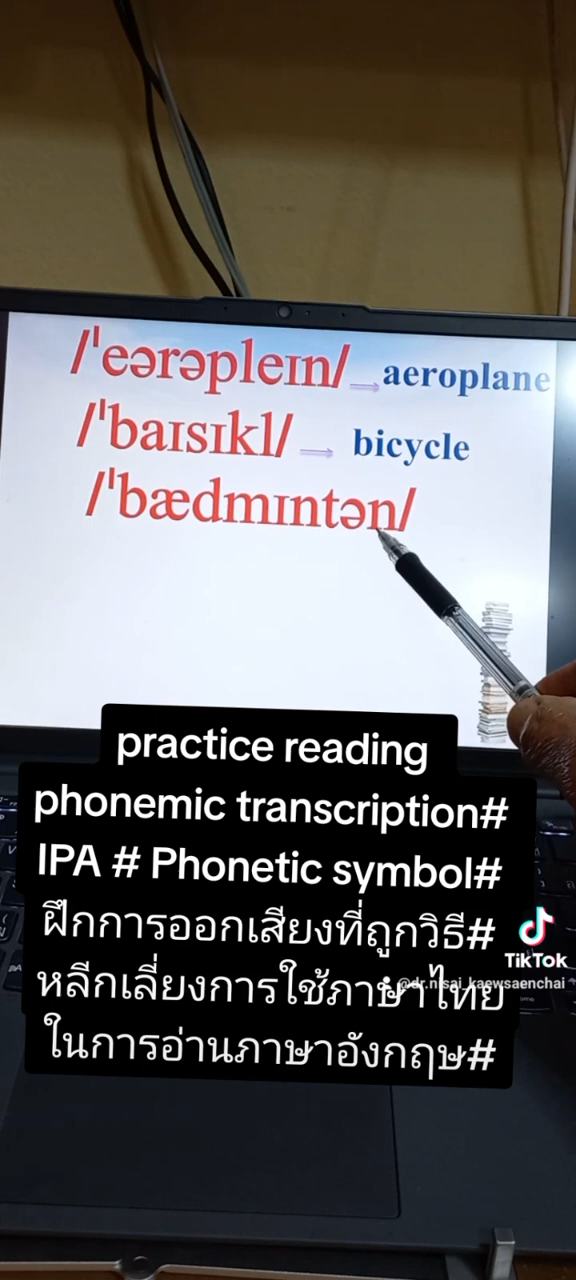 /ˈeərəpleɪn/ → aeroplane
/ˈbaɪsɪkl/ → bicycle
/ˈbædmɪntən/
practice reading
phonemic transcription#
IPA # Phonetic symbol#
ฝึกการออกเสียงที่ถูกวิธี#
หลีกเลี่ยงการใช้ภาษาไทย
ในการอ่านภาษาอังกฤษ#
TikTok
@dr.nisai_kaewsaenchai